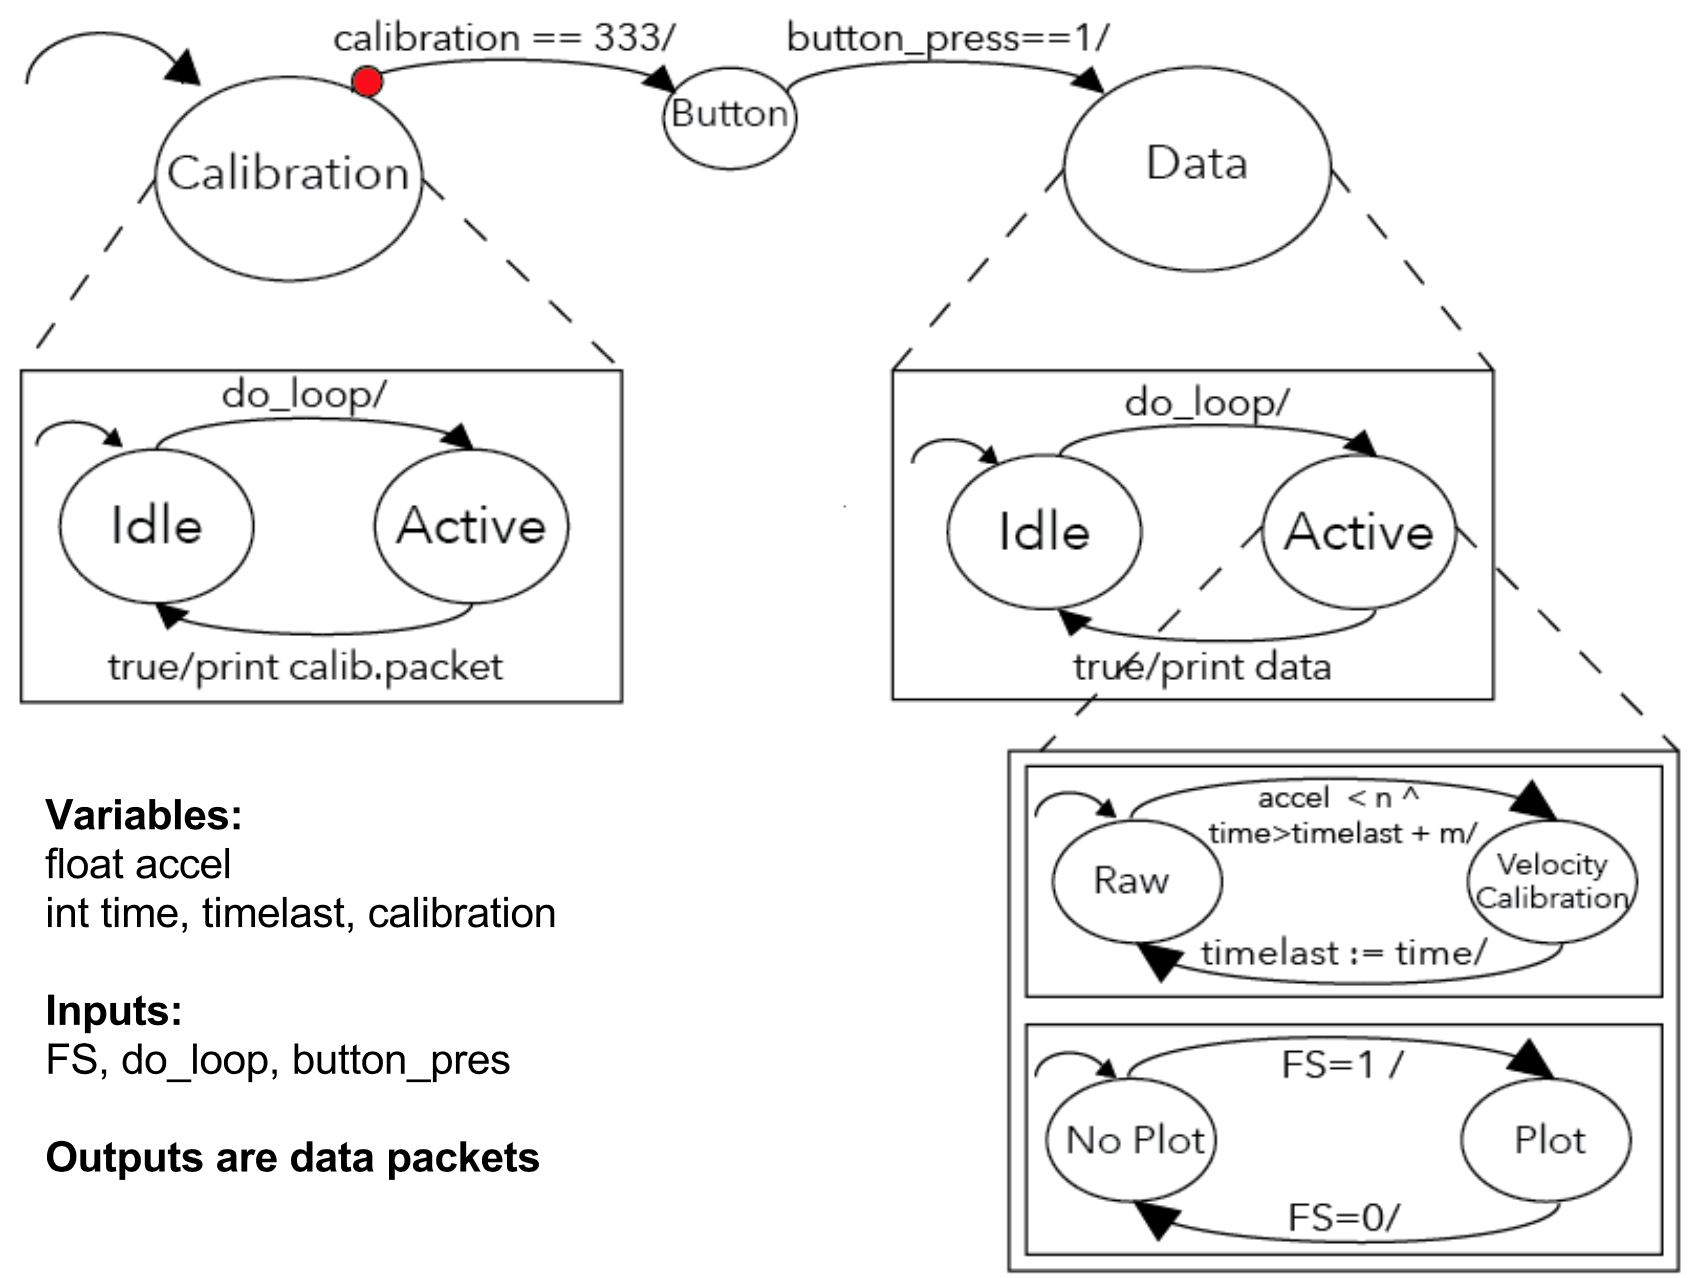 calibration == 333/
button_press==1/
Calibration
Button
Data
do_loop/
Idle
Active
true/print calib.packet
do_loop/
Idle
Active
true/print data
Variables:
float accel
int time, timelast, calibration
Inputs:
FS, do_loop, button_pres
Outputs are data packets
accel < n ^
time>timelast + m/
Raw
Velocity
Calibration
timelast := time/
FS=1 /
No Plot
Plot
FS=0/